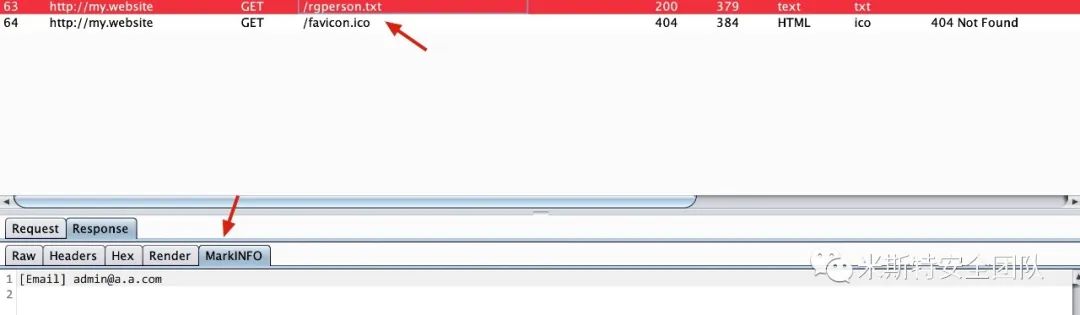 63 http://my.website GET /rgperson.txt 200 379 text txt
64 http://my.website GET /favicon.ico 404 384 HTML ico 404 Not Found
Request Response
Raw Headers Hex Render MarkINFO
1 [Email] admin@a.a.com
2
米斯特安全团队